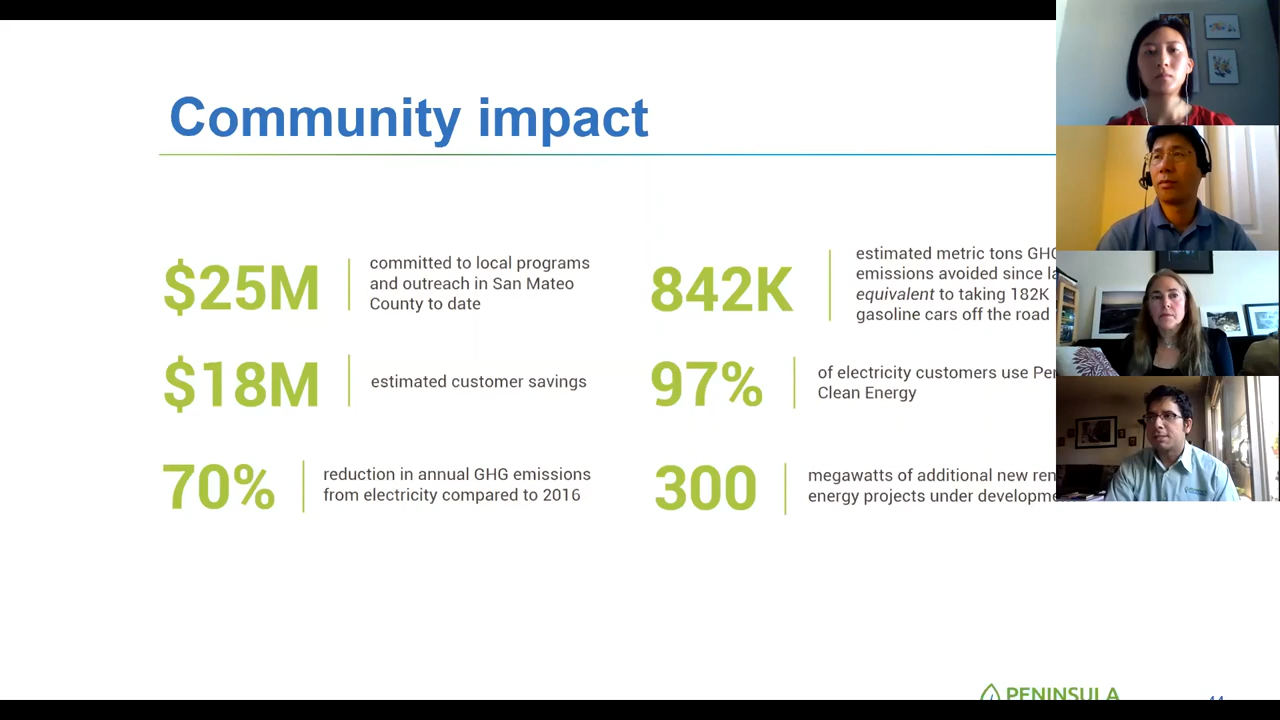 Community impact
$25M
committed to local programs
and outreach in San Mateo
County to date
842K
estimated metric tons GHG
emissions avoided since
equivalent to taking 182K
gasoline cars off the road
$18M
estimated customer savings
97%
of electricity customers use
Clean Energy
70%
reduction in annual GHG emissions
from electricity compared to 2016
300
megawatts of additional new
energy projects under
PENINSULA